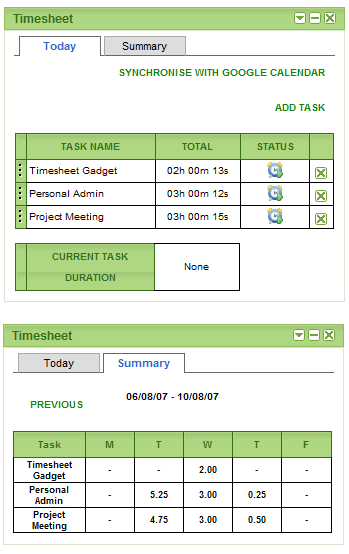 Timesheet
Today Summary
SYNCHRONISE WITH GOOGLE CALENDAR
ADD TASK
TASK NAME TOTAL STATUS
Timesheet Gadget 02h 00m 13s
Personal Admin 03h 00m 12s
Project Meeting 03h 00m 15s
CURRENT TASK
DURATION
None
Timesheet
Today Summary
06/08/07 - 10/08/07
PREVIOUS
Task M T W T F
Timesheet
Gadget
- - 2.00 - -
Personal
Admin
- 5.25 3.00 0.25 -
Project
Meeting
- 4.75 3.00 0.50 -